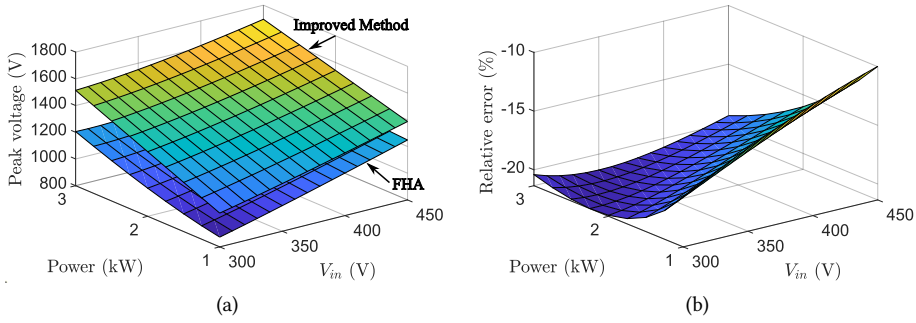 Improved Method
1800
1600
1400
1200
1000
800
Peak voltage (V)
FHA
3
2
1
Power (kW)
300
350
400
450
V_in (V)
(a)
-10
-15
-20
Relative error (%)
3
2
1
Power (kW)
300
350
400
450
V_in (V)
(b)